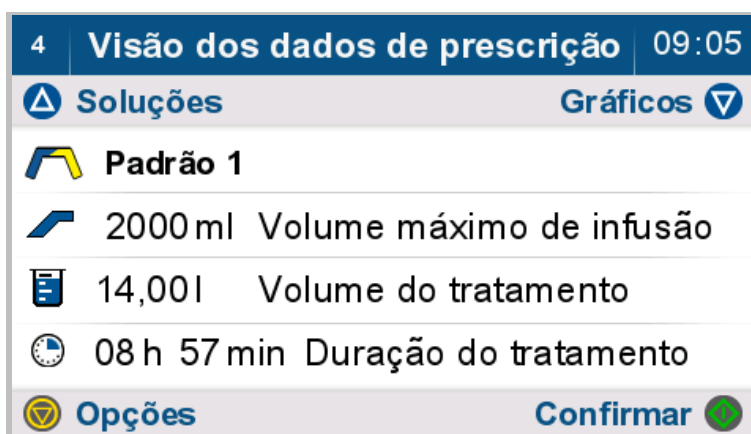 4 Visão dos dados de prescrição 09:05
Soluções Gráficos
Padrão 1
2000 ml Volume máximo de infusão
14,00 l Volume do tratamento
08 h 57 min Duração do tratamento
Opções Confirmar